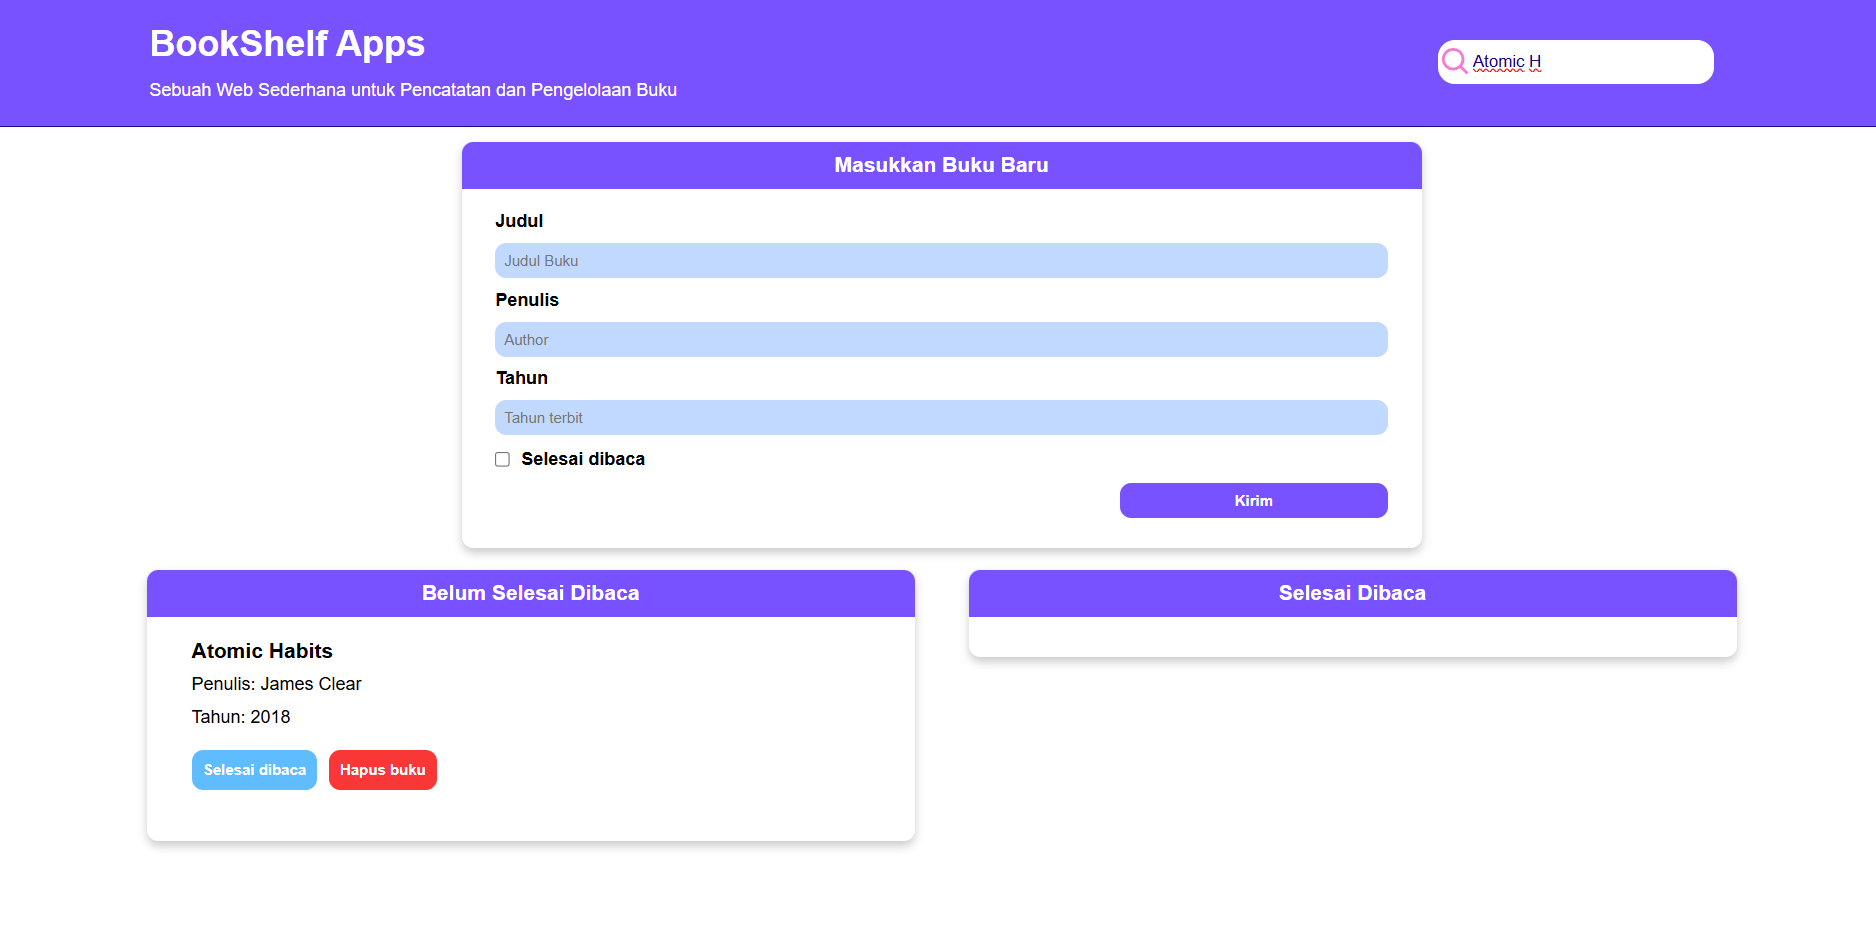 BookShelf Apps
Sebuah Web Sederhana untuk Pencatatan dan Pengelolaan Buku
Atomic H
Masukkan Buku Baru
Judul
Judul Buku
Penulis
Author
Tahun
Tahun terbit
Selesai dibaca
Kirim
Belum Selesai Dibaca
Atomic Habits
Penulis: James Clear
Tahun: 2018
Selesai dibaca
Hapus buku
Selesai Dibaca